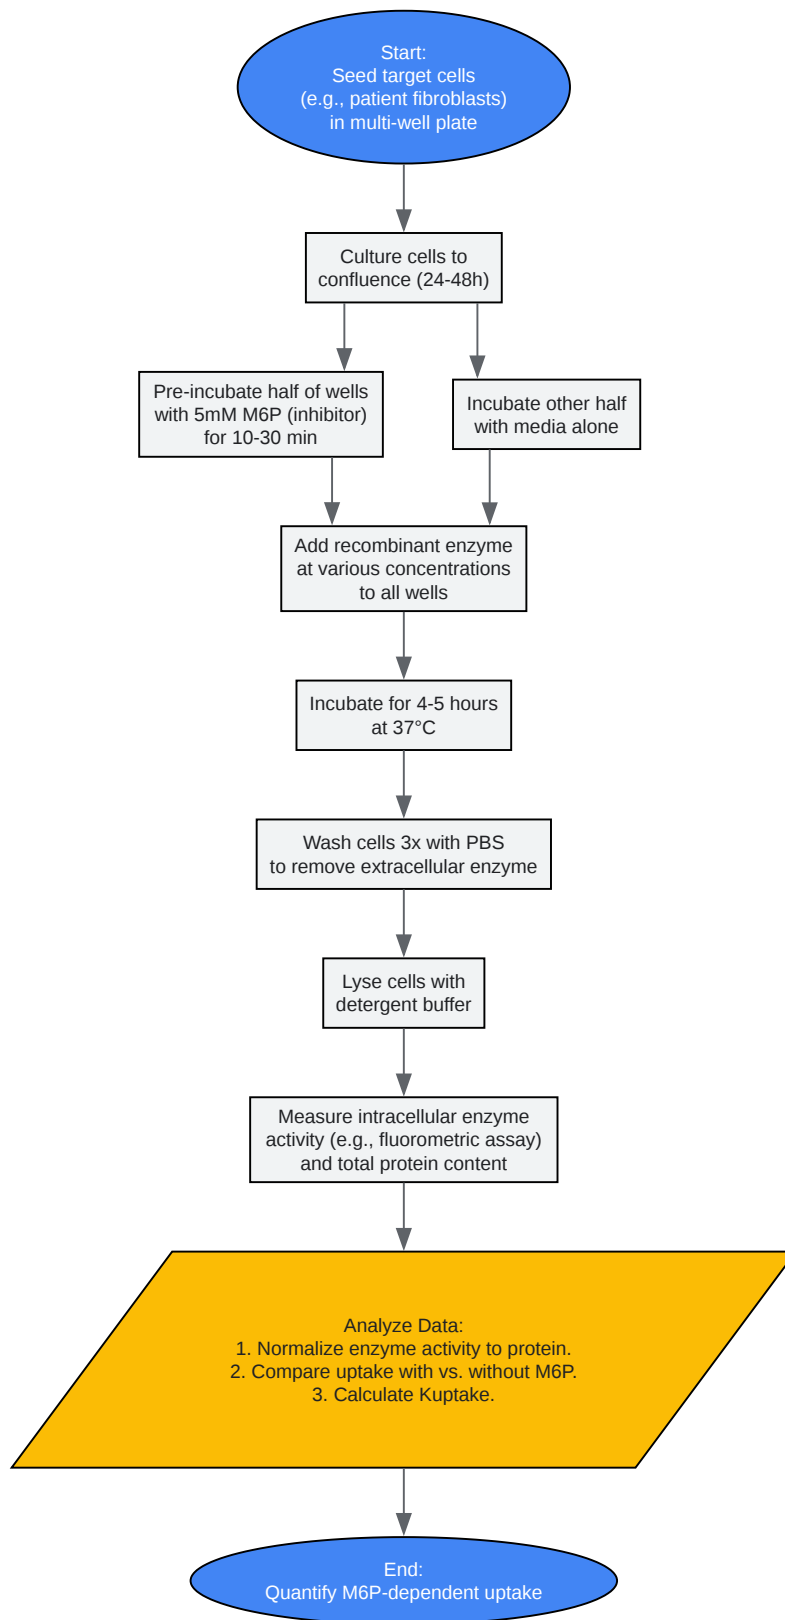 Start:
Seed target cells
(e.g., patient fibroblasts)
in multi-well plate
Culture cells to
confluence (24-48h)
Pre-incubate half of wells
with 5mM M6P (inhibitor)
for 10-30 min
Incubate other half
with media alone
Add recombinant enzyme
at various concentrations
to all wells
Incubate for 4-5 hours
at 37°C
Wash cells 3x with PBS
to remove extracellular enzyme
Lyse cells with
detergent buffer
Measure intracellular enzyme
activity (e.g., fluorometric assay)
and total protein content
Analyze Data:
1. Normalize enzyme activity to protein.
2. Compare uptake with vs. without M6P.
3. Calculate Kuptake.
End:
Quantify M6P-dependent uptake